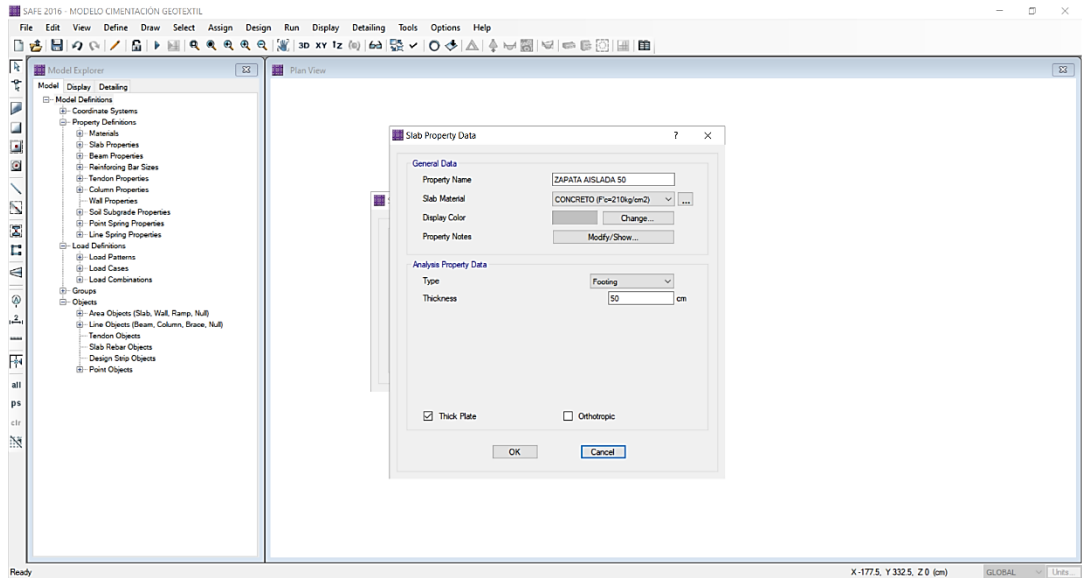 SAFE 2016 - MODELO CIMENTACIÓN GEOTEXTIL
File Edit View Define Draw Select Assign Design Run Display Detailing Tools Options Help
3D XY
Model Explorer
Plan View
Model Display Detailing
Model Definitions
Coordinate Systems
Property Definitions
Materials
Slab Properties
Beam Properties
Reinforcing Bar Sizes
Tendon Properties
Column Properties
Wall Properties
Soil Subgrade Properties
Point Spring Properties
Line Spring Properties
Load Definitions
Load Patterns
Load Cases
Load Combinations
Groups
Objects
Area Objects (Slab, Wall, Ramp, Null)
Line Objects (Beam, Column, Brace, Null)
Tendon Objects
Slab Rebar Objects
Design Strip Objects
Point Objects
all
ps
clr
Slab Property Data
General Data
Property Name ZAPATA AISLADA 50
Slab Material CONCRETO (F'c=210kg/cm2) ...
Display Color Change...
Property Notes Modify/Show...
Analysis Property Data
Type Footing
Thickness 50 cm
Thick Plate Orthotropic
OK Cancel
Ready X -177.5, Y 332.5, Z 0 (cm) GLOBAL Units...